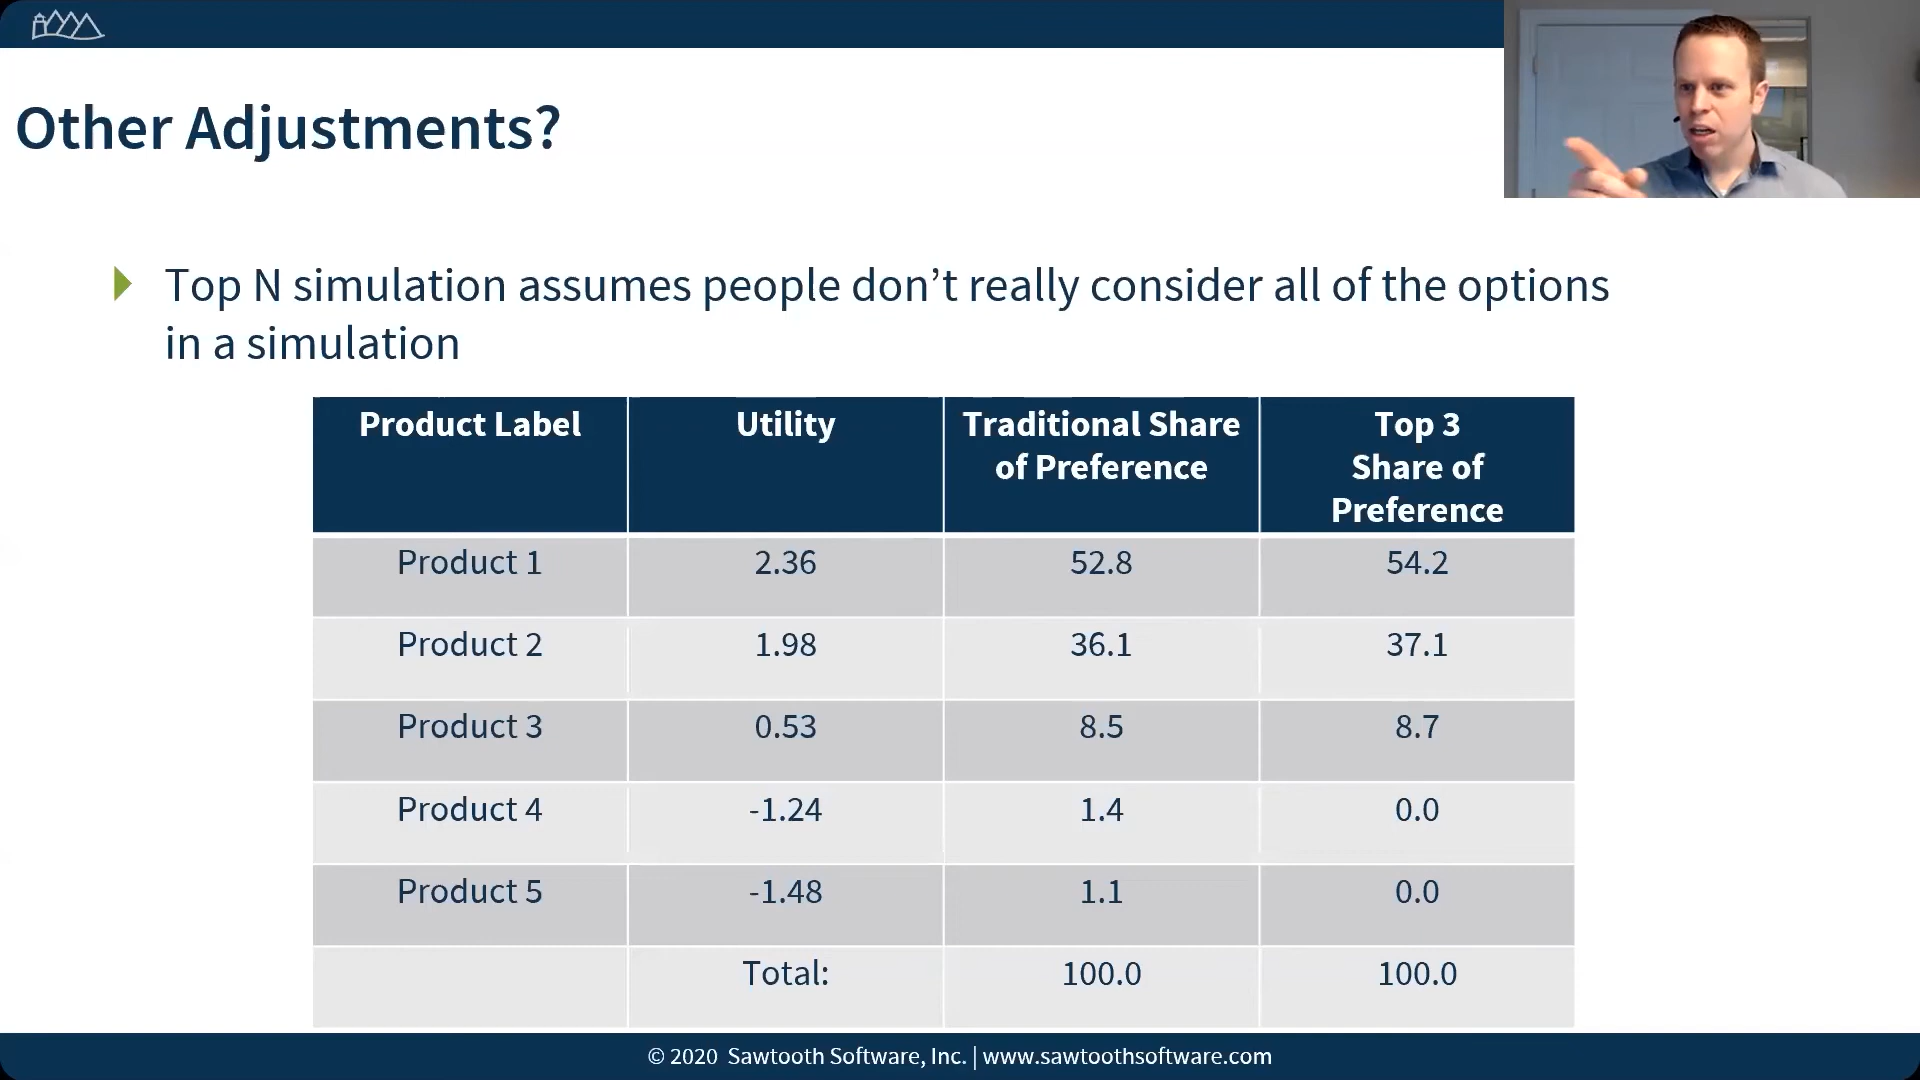 Other Adjustments?
Top N simulation assumes people don’t really consider all of the options
in a simulation
Product Label Utility Traditional Share of Preference Top 3 Share of Preference
Product 1 2.36 52.8 54.2
Product 2 1.98 36.1 37.1
Product 3 0.53 8.5 8.7
Product 4 -1.24 1.4 0.0
Product 5 -1.48 1.1 0.0
Total: 100.0 100.0
© 2020 Sawtooth Software, Inc. | www.sawtoothsoftware.com